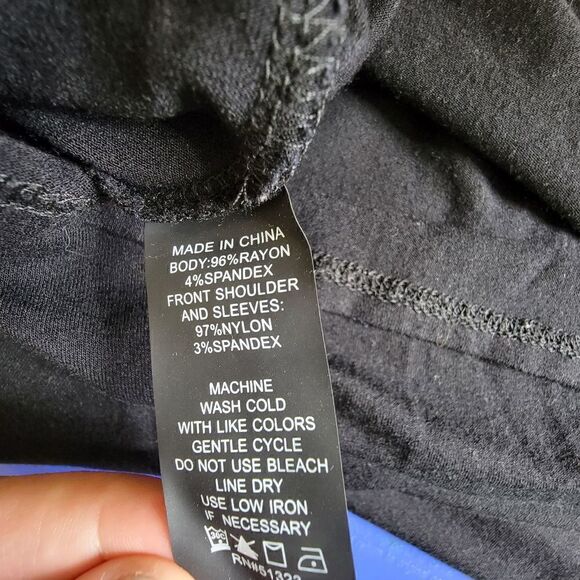 MADE IN CHINA
BODY:96%RAYON
4%SPANDEX
FRONT SHOULDER
AND SLEEVES:
97%NYLON
3%SPANDEX
MACHINE
WASH COLD
WITH LIKE COLORS
GENTLE CYCLE
DO NOT USE BLEACH
LINE DRY
USE LOW IRON
IF NECESSARY
30C